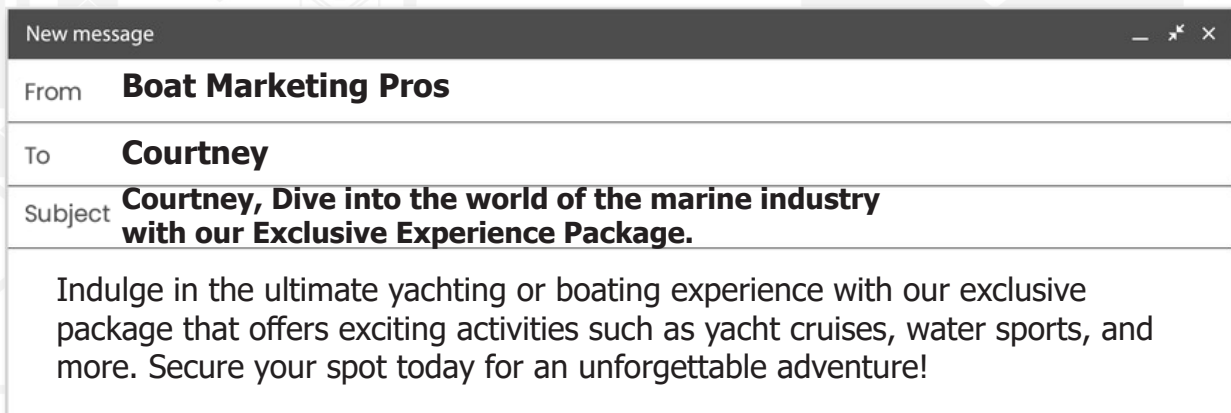 New message
From Boat Marketing Pros
To Courtney
Subject Courtney, Dive into the world of the marine industry
with our Exclusive Experience Package.
Indulge in the ultimate yachting or boating experience with our exclusive
package that offers exciting activities such as yacht cruises, water sports, and
more. Secure your spot today for an unforgettable adventure!